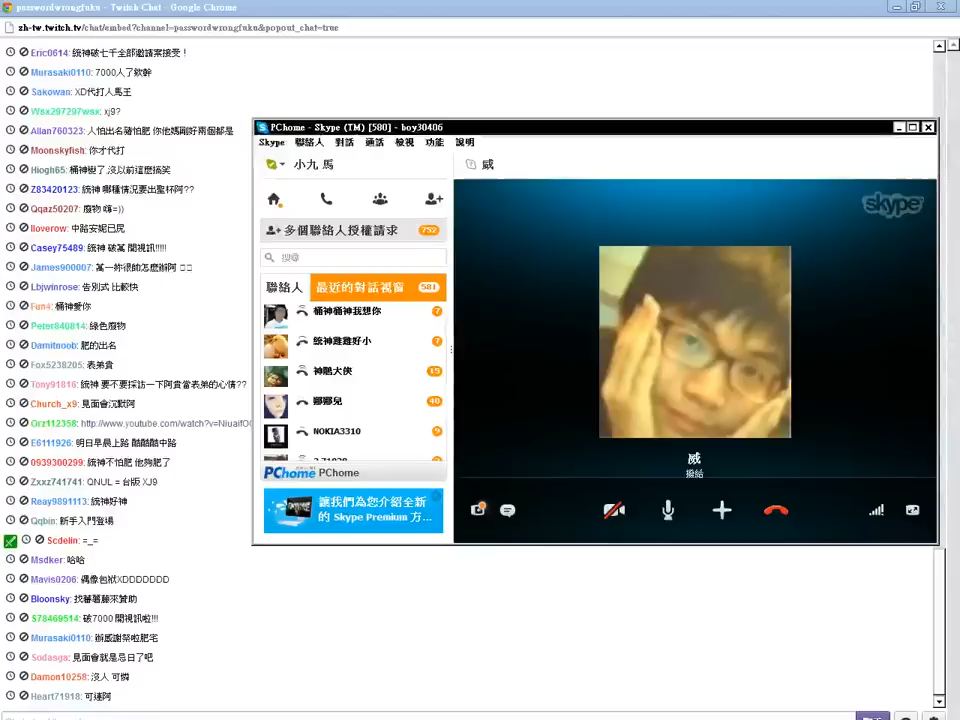 passwordwrongfuku - Twitch Chat - Google Chrome
zh-tw.twitch.tv/chat/embed?channel=passwordwrongfuku&popout_chat=true
Eric0614: 統神破七千全部邀請案接受！
Murasaki0110: 7000人了欸幹
Sakowan: XD代打人馬王
Wsx297297wsx: xj9?
Allan760323: 人怕出名豬怕肥 你他媽剛好兩個都是
Moonskyfish: 你才代打
Hiogh65: 桶神變了,沒以前這麼搞笑
Z83420123: 統神 哪種情況要出聖杯阿??
Qqaz50207: 廢物 嗨=))
Iloverow: 中路安妮已屍
Casey75489: 統神 破萬 開視訊!!!!!
James900007: 萬一妳很帥怎麼辦阿
Lbjwinrose: 告別式 比較快
Fun4: 桶神愛你
Peter840814: 綠色廢物
Damitnoob: 肥的出名
Fox5238205: 表弟貪
Tony91816: 統神 要不要採訪一下阿貪當表弟的心情??
Church_x9: 見面會沉默阿
Orz112358: http://www.youtube.com/watch?v=NiuaifO
E6111926: 明日早晨上路 酷酷酷中路
0939300299: 統神不怕肥 他夠肥了
Zxxz741741: QNUL = 台版 XJ9
Reay9891113: 統神好神
Qqbin: 新手入門登場
Scdelin: =_=
Msdker: 哈哈
Mavis0206: 偶像包袱XDDDDDDD
Bloonsky: 找蕃薯藤來贊助
S78469514: 破7000 開視訊啦!!!
Murasaki0110: 辦感謝祭啦肥宅
Sodasga: 見面會就是忌日了吧
Damon10258: 沒人 可憐
Heart71918: 可連阿
PChome - Skype (TM) [580] - boy30406
Skype 聯絡人 對話 通話 檢視 功能 說明
小九 馬
威
多個聯絡人授權請求 752
搜尋
聯絡人 最近的對話視窗 581
桶神桶神我想你 7
統神雞雞好小 7
神鵰大俠 15
娜娜兒 40
NOKIA3310 9
PChome PChome
讓我們為您介紹全新
的 Skype Premium 方...
skype
威
撥給